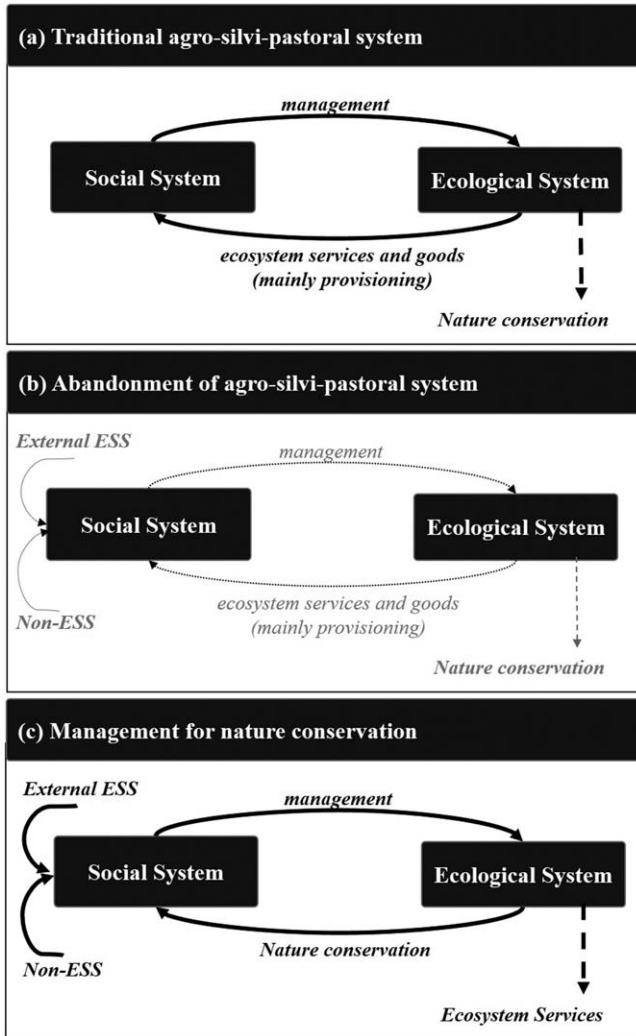 (a) Traditional agro-silvi-pastoral system
management
Social System
Ecological System
ecosystem services and goods
(mainly provisioning)
Nature conservation
(b) Abandonment of agro-silvi-pastoral system
External ESS
management
Social System
Ecological System
ecosystem services and goods
(mainly provisioning)
Non-ESS
Nature conservation
(c) Management for nature conservation
External ESS
management
Social System
Ecological System
Nature conservation
Non-ESS
Ecosystem Services